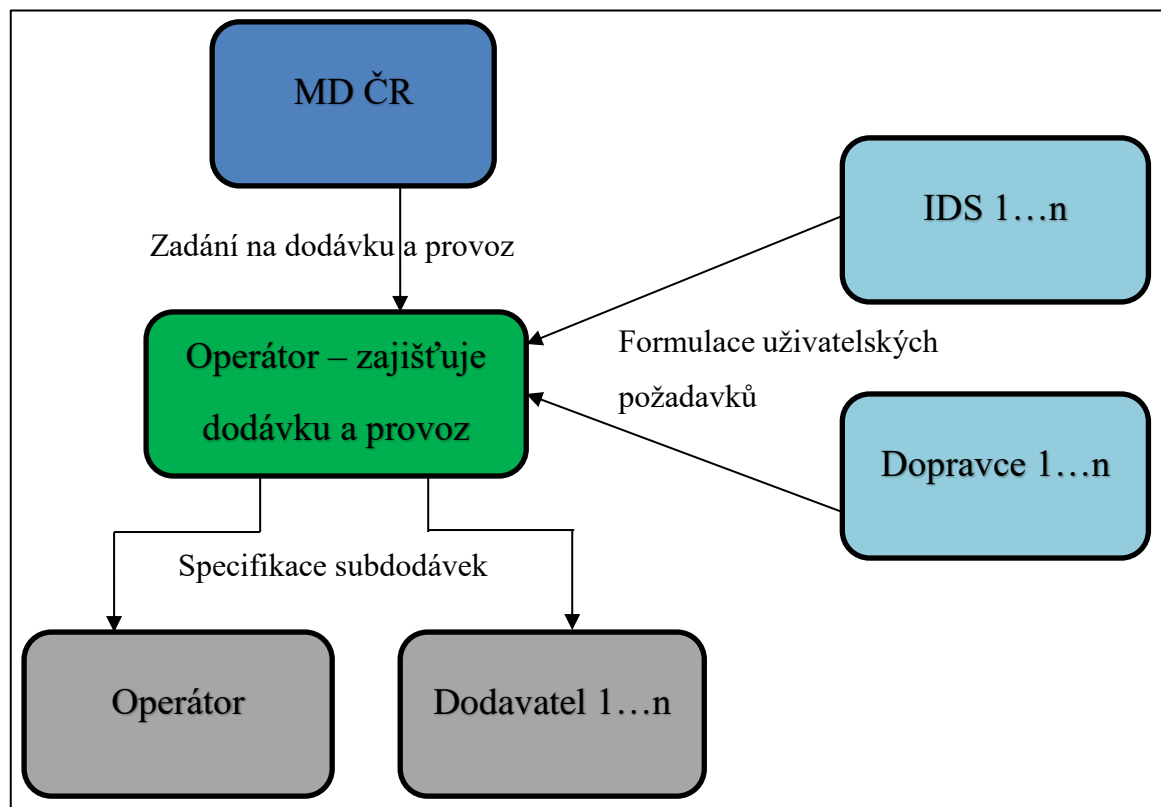 MD ČR
IDS 1…n
Zadání na dodávku a provoz
Operátor – zajišťuje
dodávku a provoz
Formulace uživatelských
požadavků
Dopravce 1…n
Specifikace subdodávek
Operátor
Dodavatel 1…n